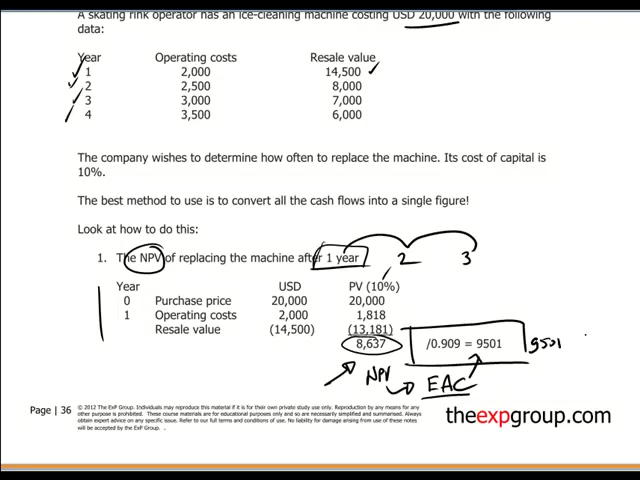 A skating rink operator has an ice-cleaning machine costing USD 20,000 with the following
data:
Year Operating costs Resale value
1 2,000 14,500
2 2,500 8,000
3 3,000 7,000
4 3,500 6,000
The company wishes to determine how often to replace the machine. Its cost of capital is
10%.
The best method to use is to convert all the cash flows into a single figure!
Look at how to do this:
1. The NPV of replacing the machine after 1 year 2 3
Year USD PV (10%)
0 Purchase price 20,000 20,000
1 Operating costs 2,000 1,818
Resale value (14,500) (13,181)
8,637 /0.909 = 9501 9501
NPV EAC
Page | 36 © 2012 The ExP Group. Individuals may reproduce this material if it is for their own private study use only. Reproduction by any means for any
other purpose is prohibited. These course materials are for educational purposes only and so are necessarily simplified and summarised. Always
obtain expert advice on any specific issue. Refer to our full terms and conditions of use. No liability for damage arising from use of these notes
will be accepted by the ExP Group. .
theexpgroup.com